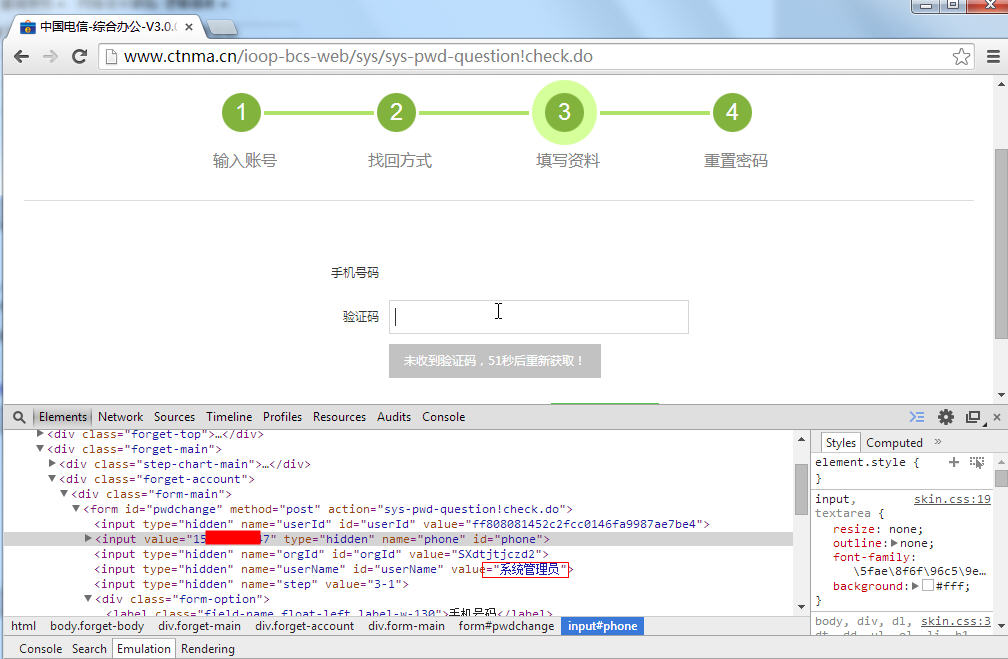 中国电信-综合办公-V3.0.
www.ctnma.cn/ioop-bcs-web/sys/sys-pwd-question!check.do
1 2 3 4
输入账号 找回方式 填写资料 重置密码
手机号码
验证码
未收到验证码，51秒后重新获取！
Elements Network Sources Timeline Profiles Resources Audits Console
<div class="forget-top">…</div>
<div class="forget-main">
<div class="step-chart-main">…</div>
<div class="forget-account">
<div class="form-main">
<form id="pwdchange" method="post" action="sys-pwd-question!check.do">
<input type="hidden" name="userId" id="userId" value="ff808081452c2fcc0146fa9987ae7be4">
<input value="15 47" type="hidden" name="phone" id="phone">
<input type="hidden" name="orgId" id="orgId" value="SXdtjtjczd2">
<input type="hidden" name="userName" id="userName" value="系统管理员">
<input type="hidden" name="step" value="3-1">
<div class="form-option">
<label class="field-name float-left label-w-130">手机号码</label>
html body.forget-body div.forget-main div.forget-account div.form-main form#pwdchange input#phone
Console Search Emulation Rendering
Styles Computed »
element.style {
}
input, skin.css:19
textarea {
resize: none;
outline: none;
font-family:
\5fae\8f6f\96c5\9e…
background: #fff;
}
body, div, dl, skin.css:3
dt, dd, ul, ol, li, h1